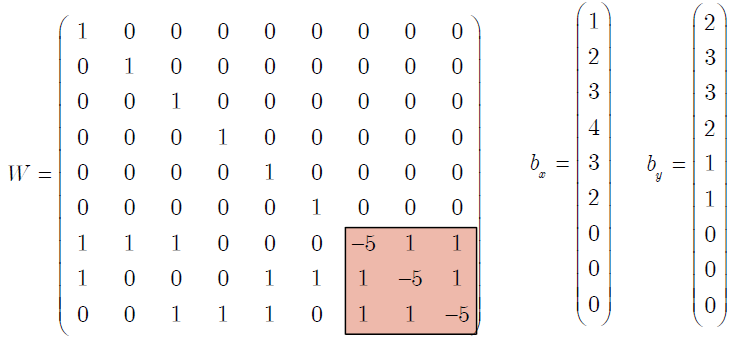 W = ( 1 0 0 0 0 0 0 0 0
0 1 0 0 0 0 0 0 0
0 0 1 0 0 0 0 0 0
0 0 0 1 0 0 0 0 0
0 0 0 0 1 0 0 0 0
0 0 0 0 0 1 0 0 0
1 1 1 0 0 0 −5 1 1
1 0 0 0 1 1 1 −5 1
0 0 1 1 1 0 1 1 −5 )
b_x = ( 1
2
3
4
3
2
0
0
0 )
b_y = ( 2
3
3
2
1
1
0
0
0 )